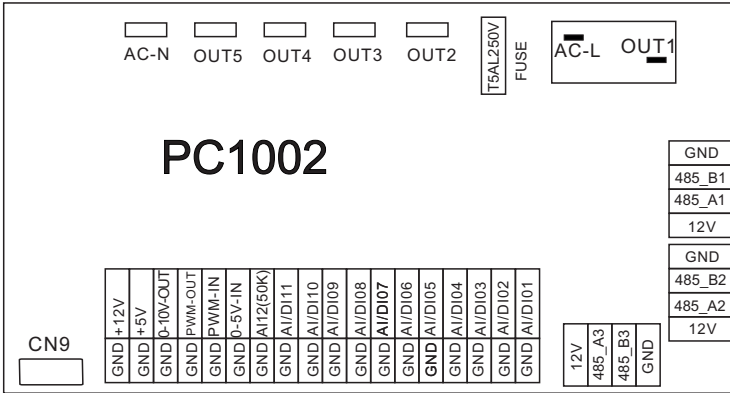 AC-N OUT5 OUT4 OUT3 OUT2 T5AL250V FUSE AC-L OUT1
PC1002
GND
485_B1
485_A1
12V
GND
485_B2
485_A2
12V
+12V +5V 0-10V-OUT PWM-OUT PWM-IN 0-5V-IN AI12(50K) AI/DI11 AI/DI10 AI/DI09 AI/DI08 AI/DI07 AI/DI06 AI/DI05 AI/DI04 AI/DI03 AI/DI02 AI/DI01
GND GND GND GND GND GND GND GND GND GND GND GND GND GND GND GND GND GND
12V 485_A3 485_B3 GND
CN9